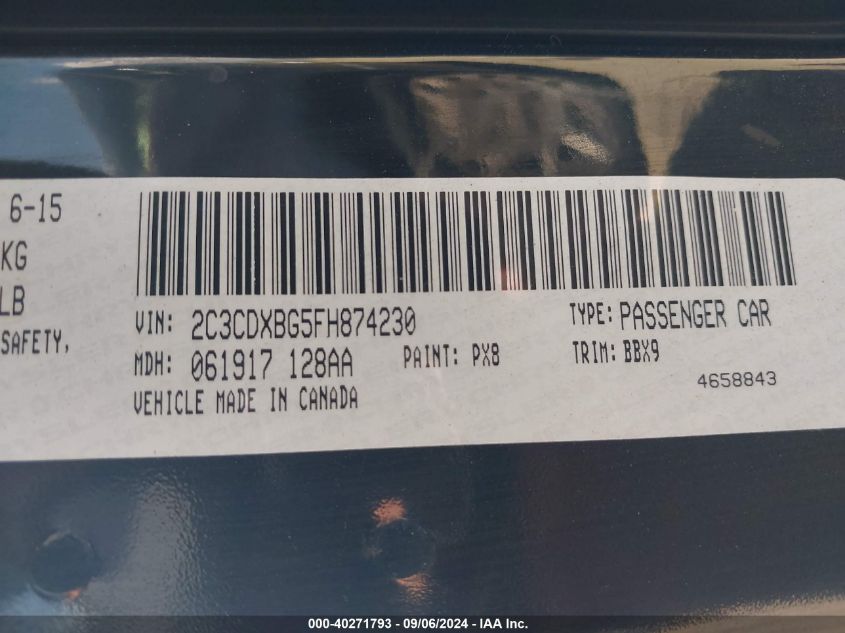 6-15
KG
LB
SAFETY,
VIN: 2C3CDXBG5FH874230 TYPE: PASSENGER CAR
MDH: 061917 128AA PAINT: PX8 TRIM: BBX9
4658843
VEHICLE MADE IN CANADA
000-40271793 - 09/06/2024 - IAA Inc.